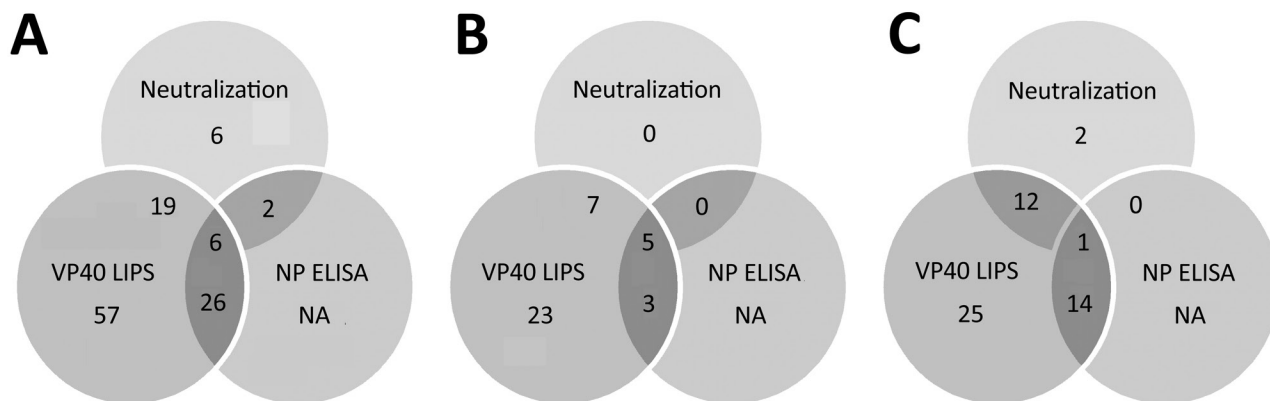 A
Neutralization
6
19
2
6
VP40 LIPS
NP ELISA
26
57
NA
B
Neutralization
0
7
0
5
VP40 LIPS
NP ELISA
3
23
NA
C
Neutralization
2
12
0
1
VP40 LIPS
NP ELISA
14
25
NA